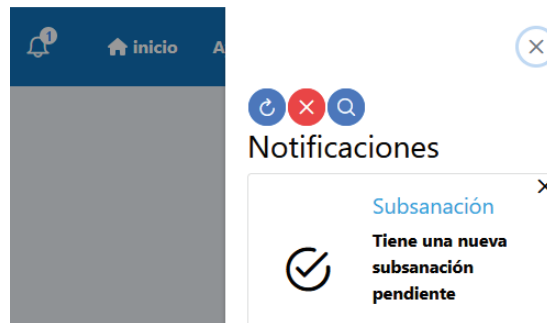 1
inicio
A
Notificaciones
Subsanación
Tiene una nueva
subsanación
pendiente